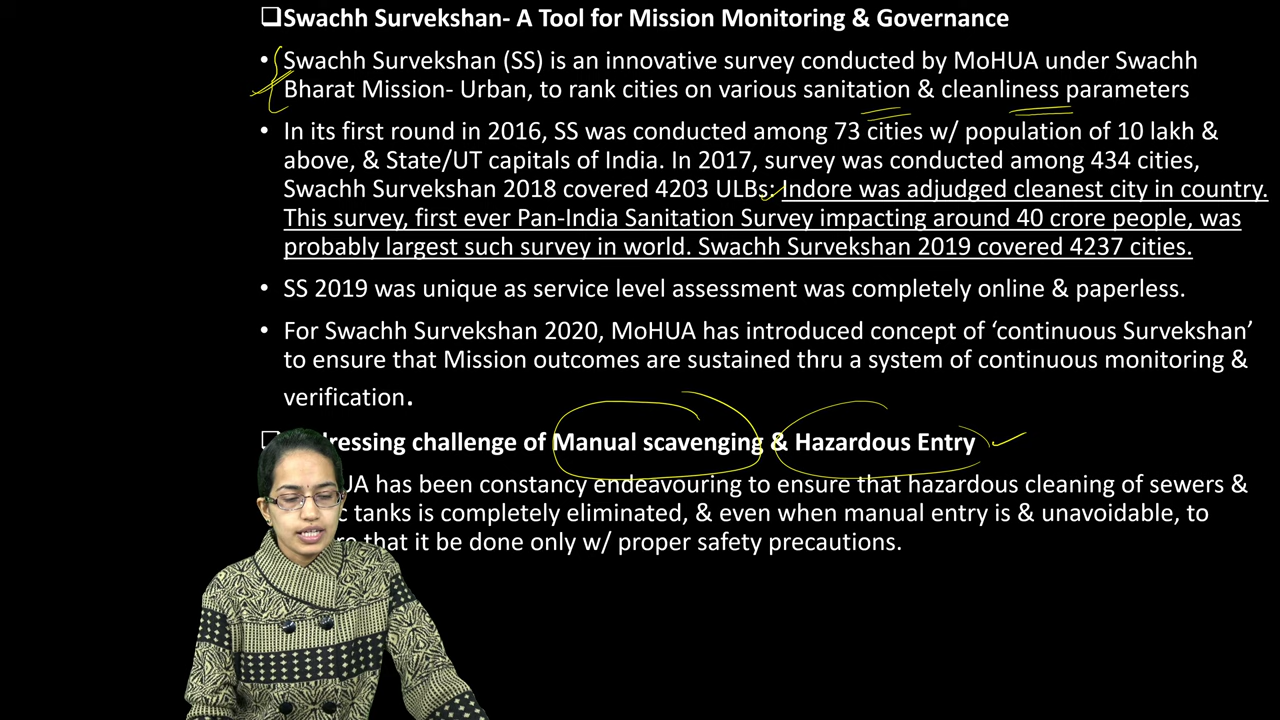 Swachh Survekshan- A Tool for Mission Monitoring & Governance
• Swachh Survekshan (SS) is an innovative survey conducted by MoHUA under Swachh
Bharat Mission- Urban, to rank cities on various sanitation & cleanliness parameters
• In its first round in 2016, SS was conducted among 73 cities w/ population of 10 lakh &
above, & State/UT capitals of India. In 2017, survey was conducted among 434 cities,
Swachh Survekshan 2018 covered 4203 ULBs: Indore was adjudged cleanest city in country.
This survey, first ever Pan-India Sanitation Survey impacting around 40 crore people, was
probably largest such survey in world. Swachh Survekshan 2019 covered 4237 cities.
• SS 2019 was unique as service level assessment was completely online & paperless.
• For Swachh Survekshan 2020, MoHUA has introduced concept of ‘continuous Survekshan’
to ensure that Mission outcomes are sustained thru a system of continuous monitoring &
verification.
challenge of Manual scavenging & Hazardous Entry
has been constancy endeavouring to ensure that hazardous cleaning of sewers &
tanks is completely eliminated, & even when manual entry is & unavoidable, to
that it be done only w/ proper safety precautions.